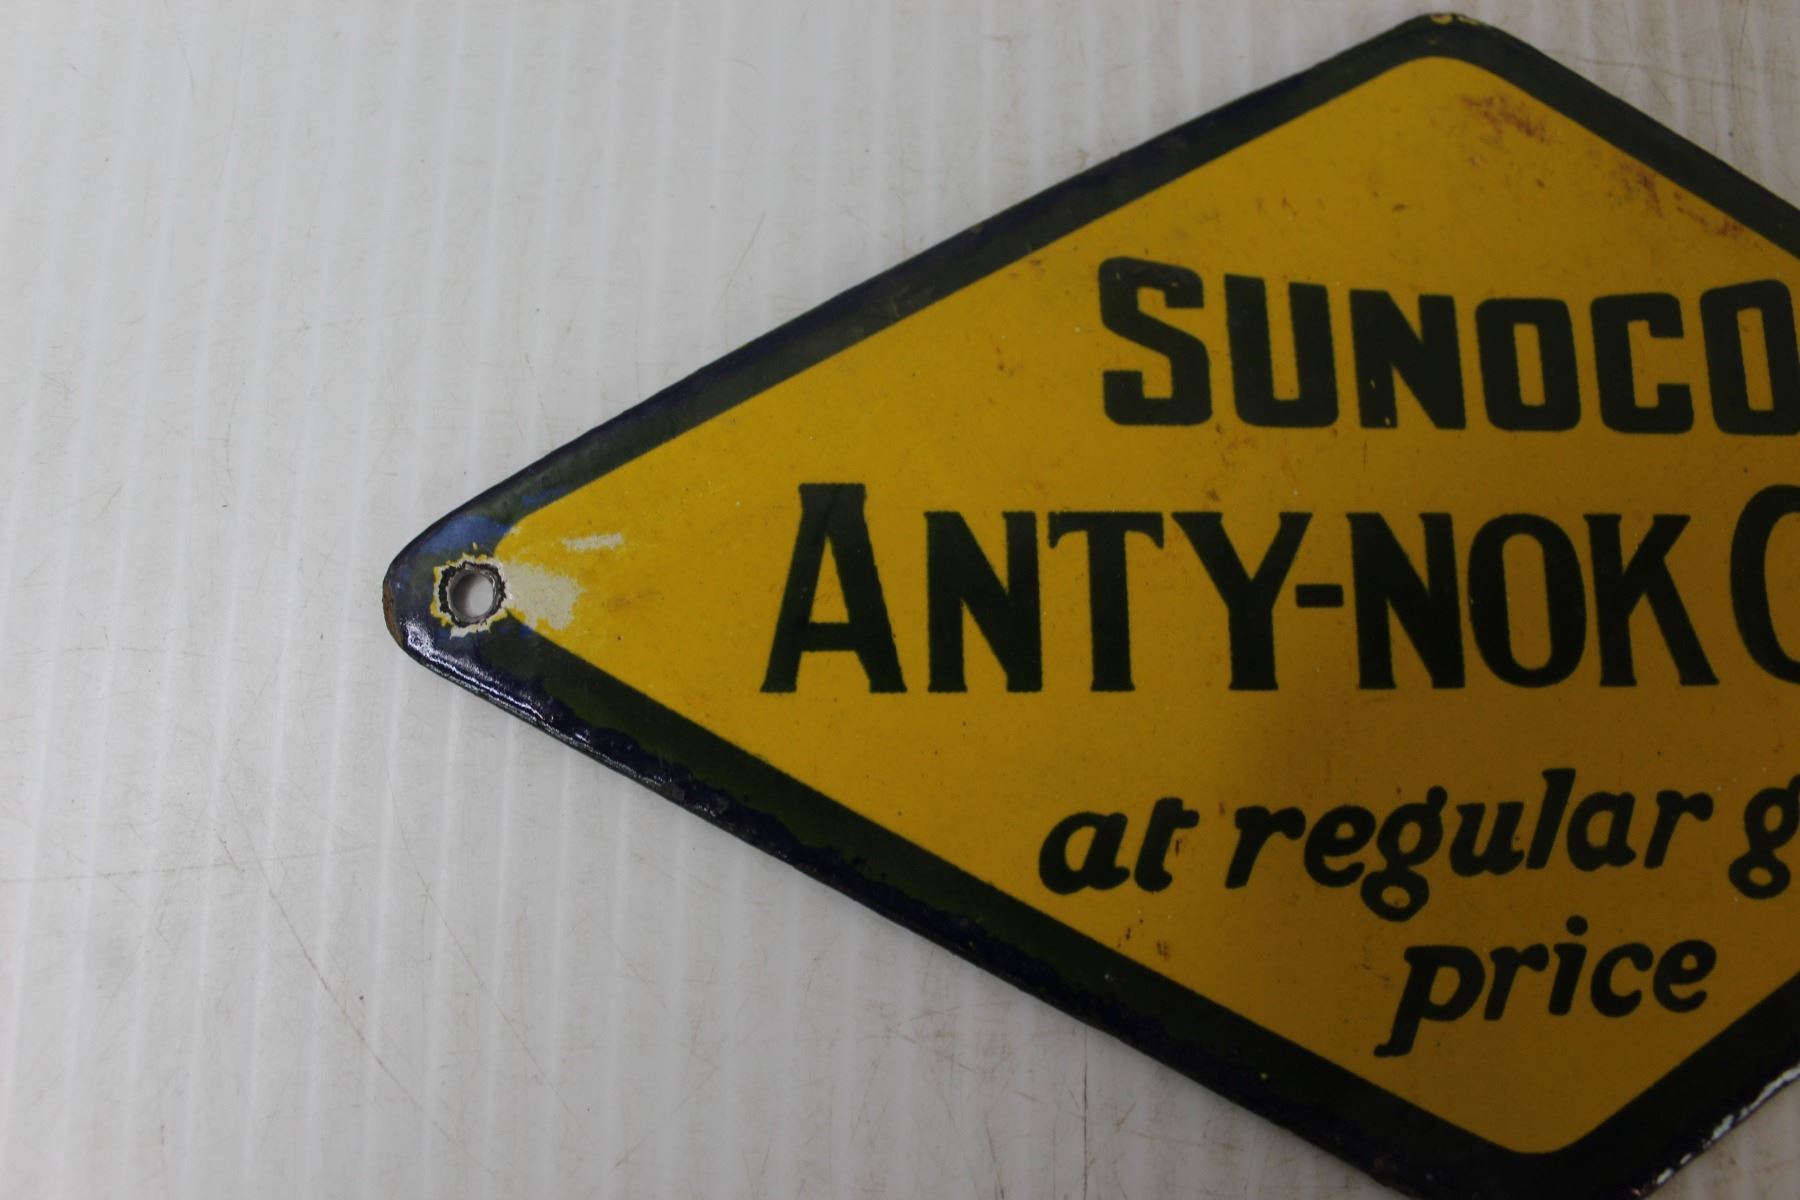 SUNOCO
ANTY-NOK
at regular
price